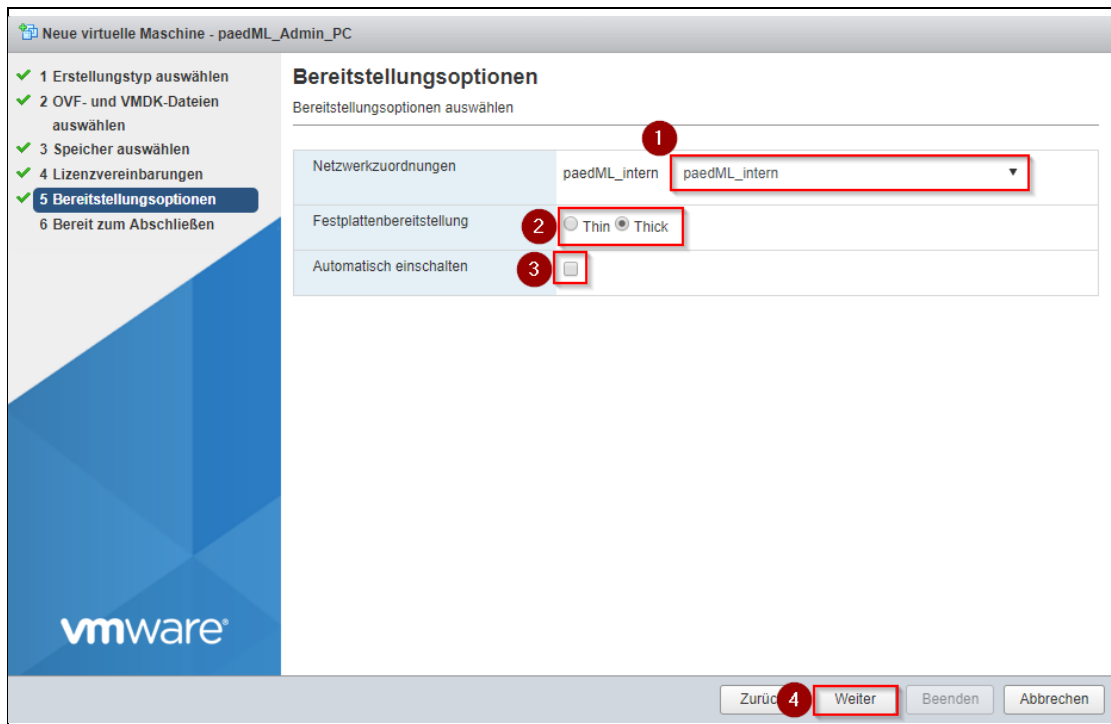 Neue virtuelle Maschine - paedML_Admin_PC
1 Erstellungstyp auswählen
2 OVF- und VMDK-Dateien
auswählen
3 Speicher auswählen
4 Lizenzvereinbarungen
5 Bereitstellungsoptionen
6 Bereit zum Abschließen
Bereitstellungsoptionen
Bereitstellungsoptionen auswählen
1
Netzwerkzuordnungen paedML_intern paedML_intern
Festplattenbereitstellung 2 Thin Thick
Automatisch einschalten 3
vmware®
Zurüc 4 Weiter Beenden Abbrechen